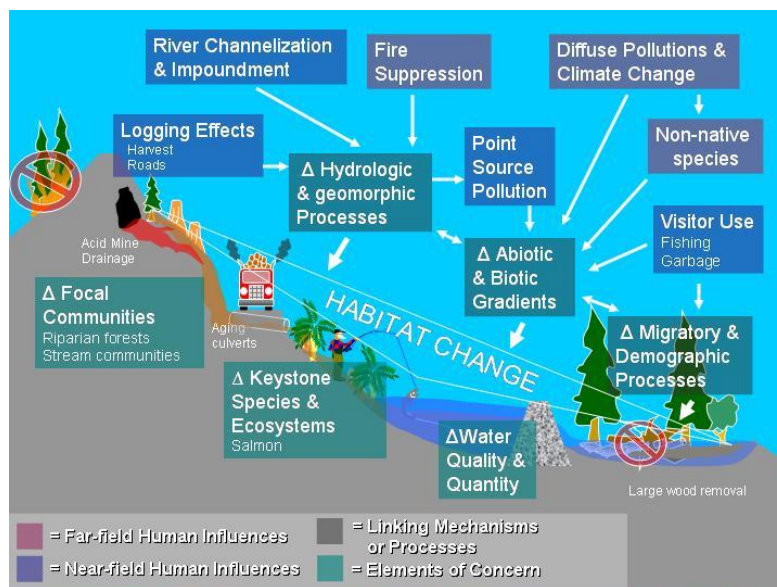 River Channelization
& Impoundment
Fire
Suppression
Diffuse Pollutions &
Climate Change
Logging Effects
Harvest
Roads
Δ Hydrologic
& geomorphic
Processes
Point
Source
Pollution
Non-native
species
Visitor Use
Fishing
Garbage
Acid Mine
Drainage
Δ Abiotic
& Biotic
Gradients
Δ Focal
Communities
Riparian forests
Stream communities
Aging
culverts
HABITAT CHANGE
Δ Migratory &
Demographic
Processes
Δ Keystone
Species &
Ecosystems
Salmon
ΔWater
Quality &
Quantity
Large wood removal
= Far-field Human Influences
= Near-field Human Influences
= Linking Mechanisms
or Processes
= Elements of Concern